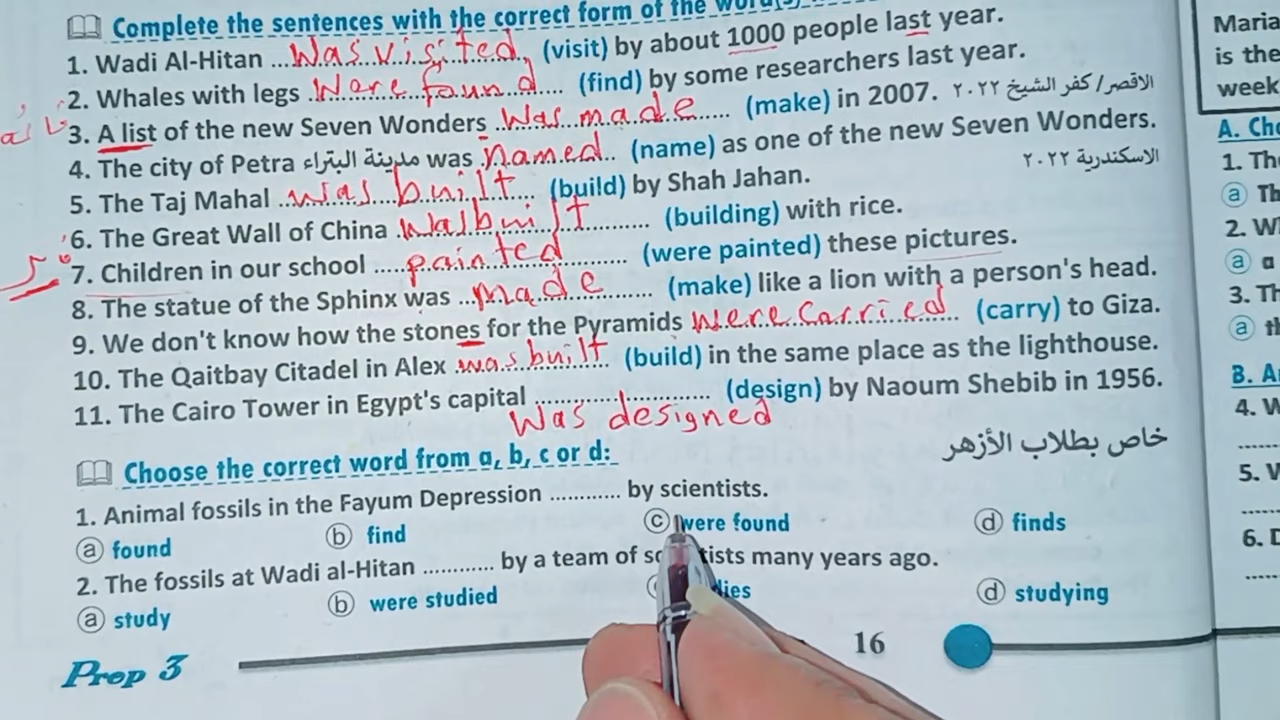 Complete the sentences with the correct form of the word(s)
1. Wadi Al-Hitan ... was visited (visit) by about 1000 people last year.
2. Whales with legs were found (find) by some researchers last year.
3. A list of the new Seven Wonders was made (make) in 2007. الاقصر/ كفر الشيخ ٢٠٢٢
4. The city of Petra مدينة البتراء was named (name) as one of the new Seven Wonders.
الاسكندرية ٢٠٢٢
5. The Taj Mahal was built (build) by Shah Jahan.
6. The Great Wall of China was built (building) with rice.
7. Children in our school ..... painted (were painted) these pictures.
8. The statue of the Sphinx was ... made (make) like a lion with a person's head.
9. We don't know how the stones for the Pyramids were carried (carry) to Giza.
10. The Qaitbay Citadel in Alex was built (build) in the same place as the lighthouse.
11. The Cairo Tower in Egypt's capital ........................ (design) by Naoum Shebib in 1956.
was designed
خاص بطلاب الأزهر
Choose the correct word from a, b, c or d:
1. Animal fossils in the Fayum Depression ............ by scientists.
a found b find c were found d finds
2. The fossils at Wadi al-Hitan ............ by a team of scientists many years ago.
a study b were studied dies d studying
Prep 3
16
Maria
is the
week
A. Cho
1. The
a Th
2. W
a a
3. Th
a th
B. A
4. W
5. W
6. D